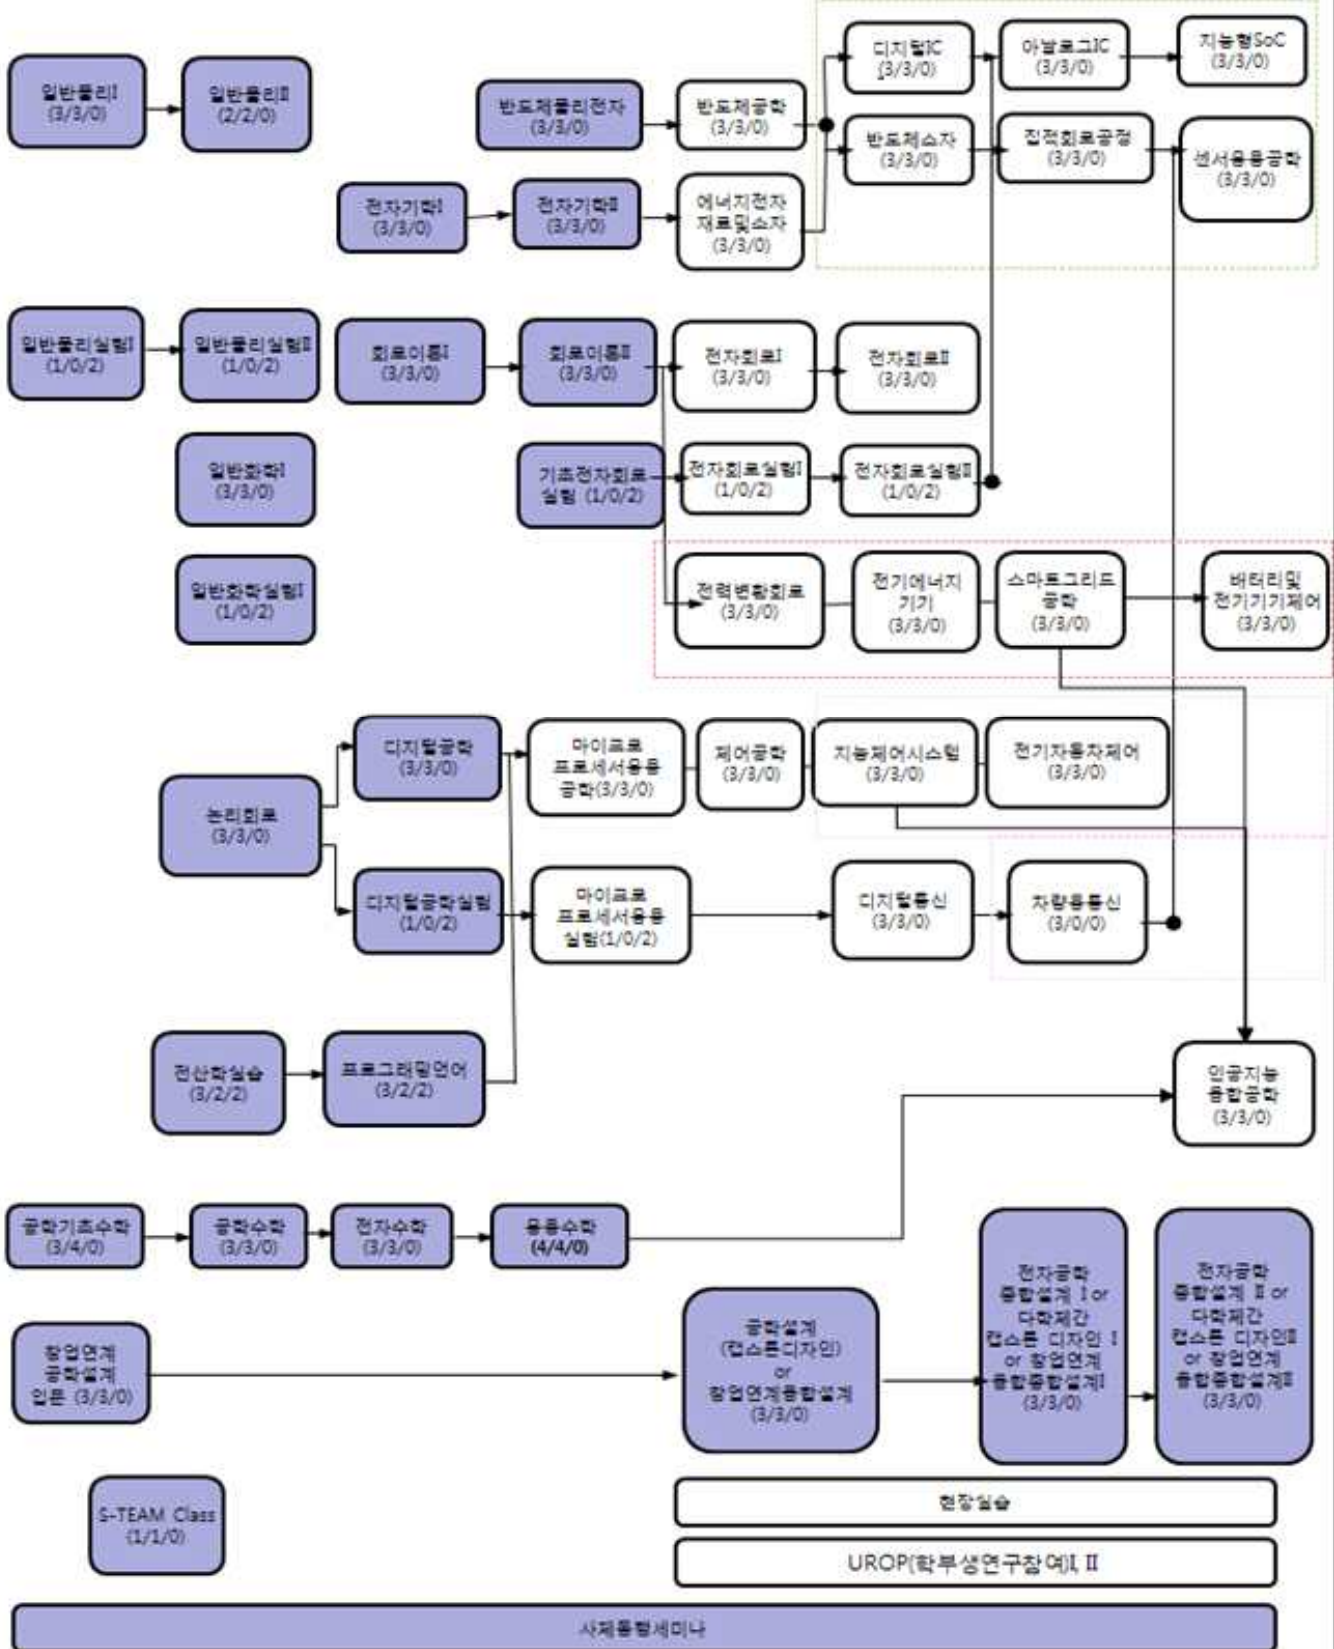 디지털IC
(3/3/0)
아날로그IC
(3/3/0)
지능형SoC
(3/3/0)
일반물리I
(3/3/0)
일반물리II
(2/2/0)
반도체물리전자
(3/3/0)
반도체공학
(3/3/0)
반도체소자
(3/3/0)
집적회로공정
(3/3/0)
센서응용공학
(3/3/0)
전자기학I
(3/3/0)
전자기학II
(3/3/0)
에너지전자
재료및소자
(3/3/0)
일반물리실험I
(1/0/2)
일반물리실험II
(1/0/2)
회로이론I
(3/3/0)
회로이론II
(3/3/0)
전자회로I
(3/3/0)
전자회로II
(3/3/0)
일반화학I
(3/3/0)
기초전자회로
실험 (1/0/2)
전자회로실험I
(1/0/2)
전자회로실험II
(1/0/2)
일반화학실험I
(1/0/2)
전력변환회로
(3/3/0)
전기에너지
기기
(3/3/0)
스마트그리드
공학
(3/3/0)
배터리및
전기기기제어
(3/3/0)
디지털공학
(3/3/0)
마이크로
프로세서응용
공학(3/3/0)
제어공학
(3/3/0)
지능제어시스템
(3/3/0)
전기자동차제어
(3/3/0)
논리회로
(3/3/0)
디지털공학실험
(1/0/2)
마이크로
프로세서응용
실험(1/0/2)
디지털통신
(3/3/0)
차량용통신
(3/0/0)
전산학실습
(3/2/2)
프로그래밍언어
(3/2/2)
인공지능
융합공학
(3/3/0)
공학기초수학
(3/4/0)
공학수학
(3/3/0)
전자수학
(3/3/0)
응용수학
(4/4/0)
창업연계
공학설계
입문 (3/3/0)
공학설계
(캡스톤디자인)
or
창업연계융합설계
(3/3/0)
전자공학
종합설계 I or
다학제간
캡스톤 디자인 I
or 창업연계
융합종합설계I
(3/3/0)
전자공학
종합설계 II or
다학제간
캡스톤 디자인II
or 창업연계
융합종합설계II
(3/3/0)
S-TEAM Class
(1/1/0)
현장실습
UROP(학부생연구참여)I, II
사제동행세미나